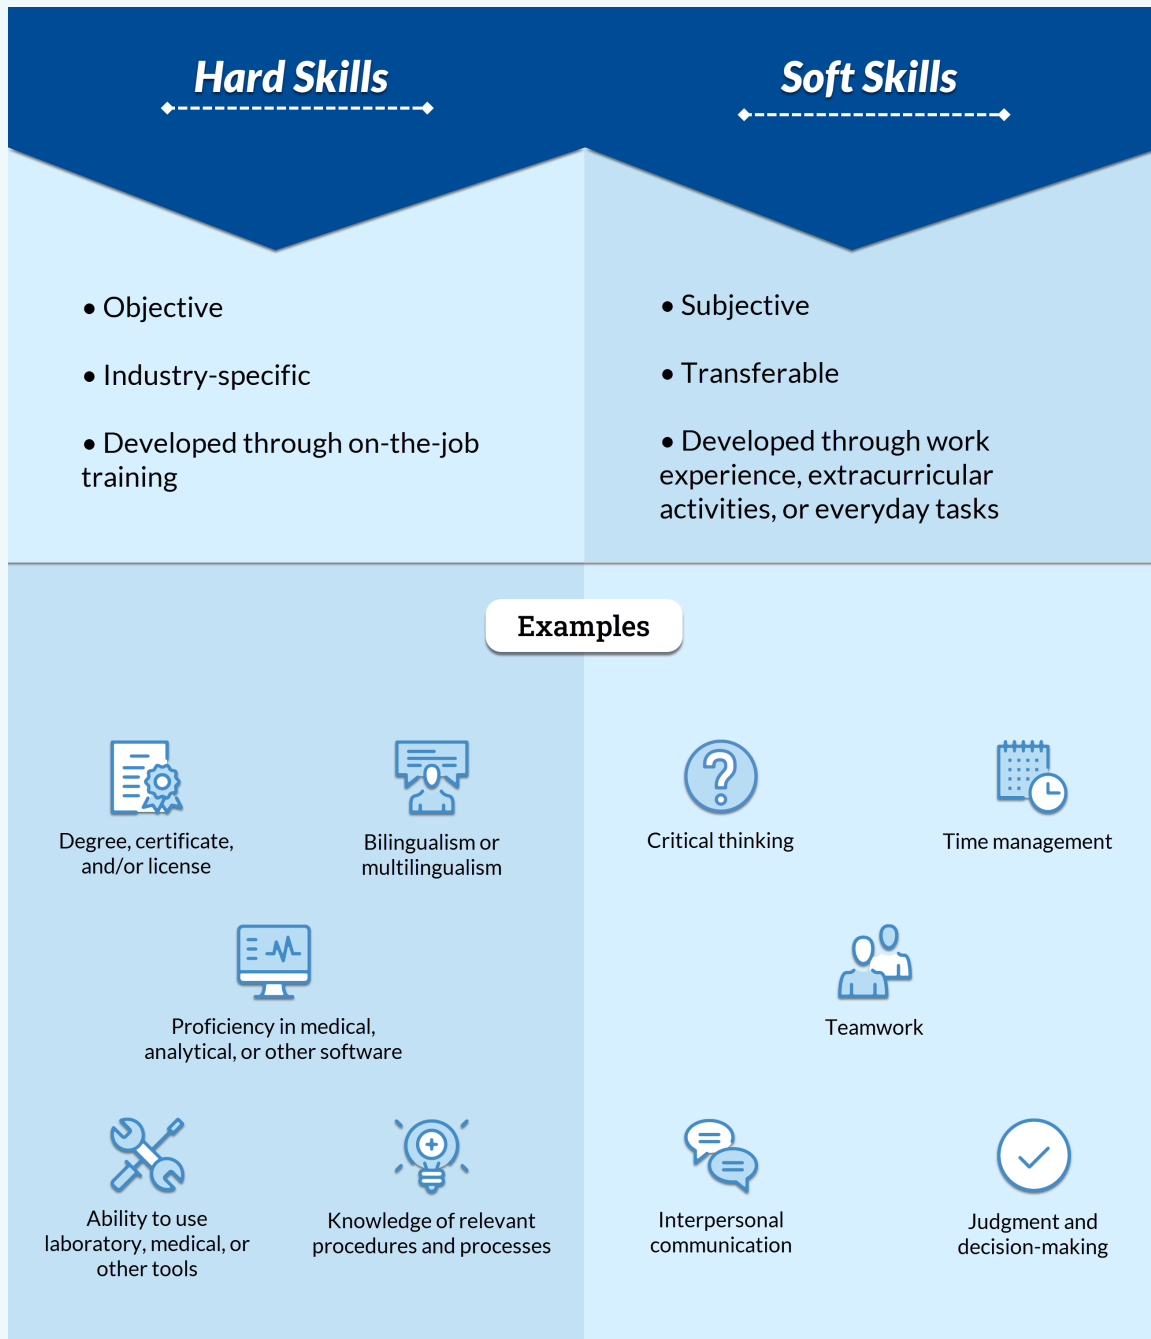 Hard Skills
• Objective
• Industry-specific
• Developed through on-the-job
training
Soft Skills
• Subjective
• Transferable
• Developed through work
experience, extracurricular
activities, or everyday tasks
Examples
Degree, certificate,
and/or license
Bilingualism or
multilingualism
Proficiency in medical,
analytical, or other software
Ability to use
laboratory, medical, or
other tools
Knowledge of relevant
procedures and processes
Critical thinking
Time management
Teamwork
Interpersonal
communication
Judgment and
decision-making